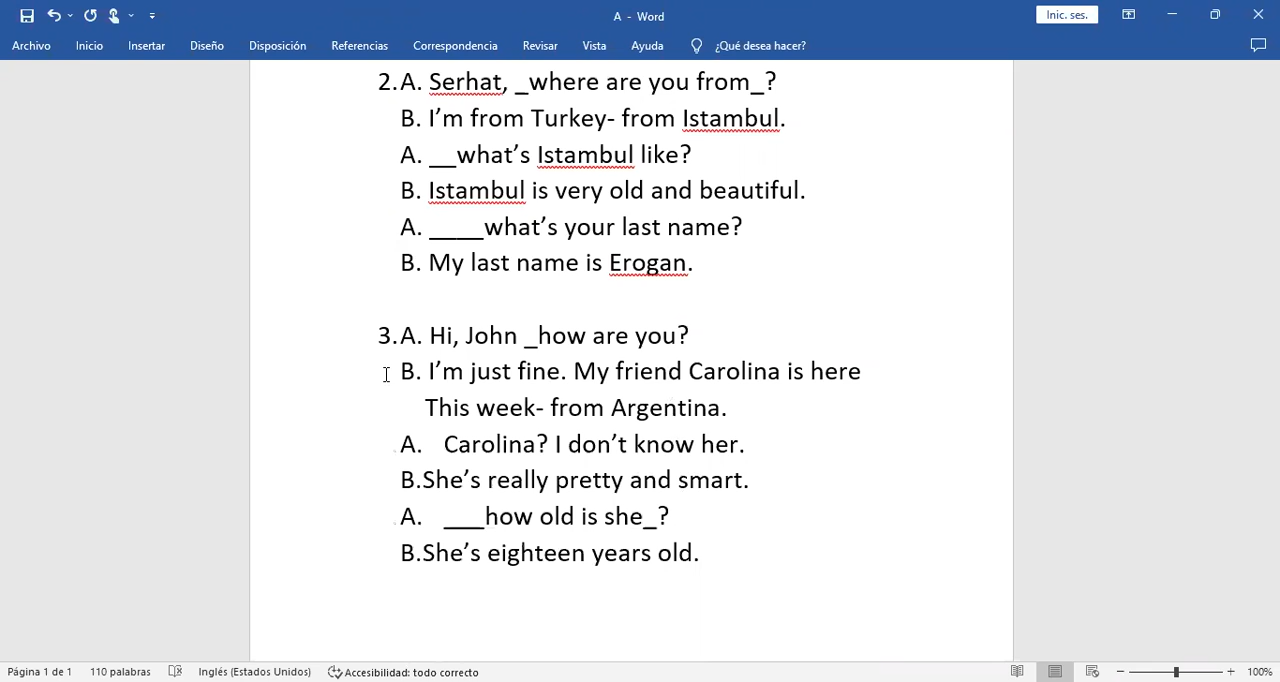 A - Word
Inic. ses.
Archivo Inicio Insertar Diseño Disposición Referencias Correspondencia Revisar Vista Ayuda ¿Qué desea hacer?
2. A. Serhat, _where are you from_?
B. I’m from Turkey- from Istambul.
A. __what’s Istambul like?
B. Istambul is very old and beautiful.
A. ____what’s your last name?
B. My last name is Erogan.
3. A. Hi, John _how are you?
B. I’m just fine. My friend Carolina is here
This week- from Argentina.
A. Carolina? I don’t know her.
B.She’s really pretty and smart.
A. ___how old is she_?
B.She’s eighteen years old.
Página 1 de 1 110 palabras Inglés (Estados Unidos) Accesibilidad: todo correcto 100%